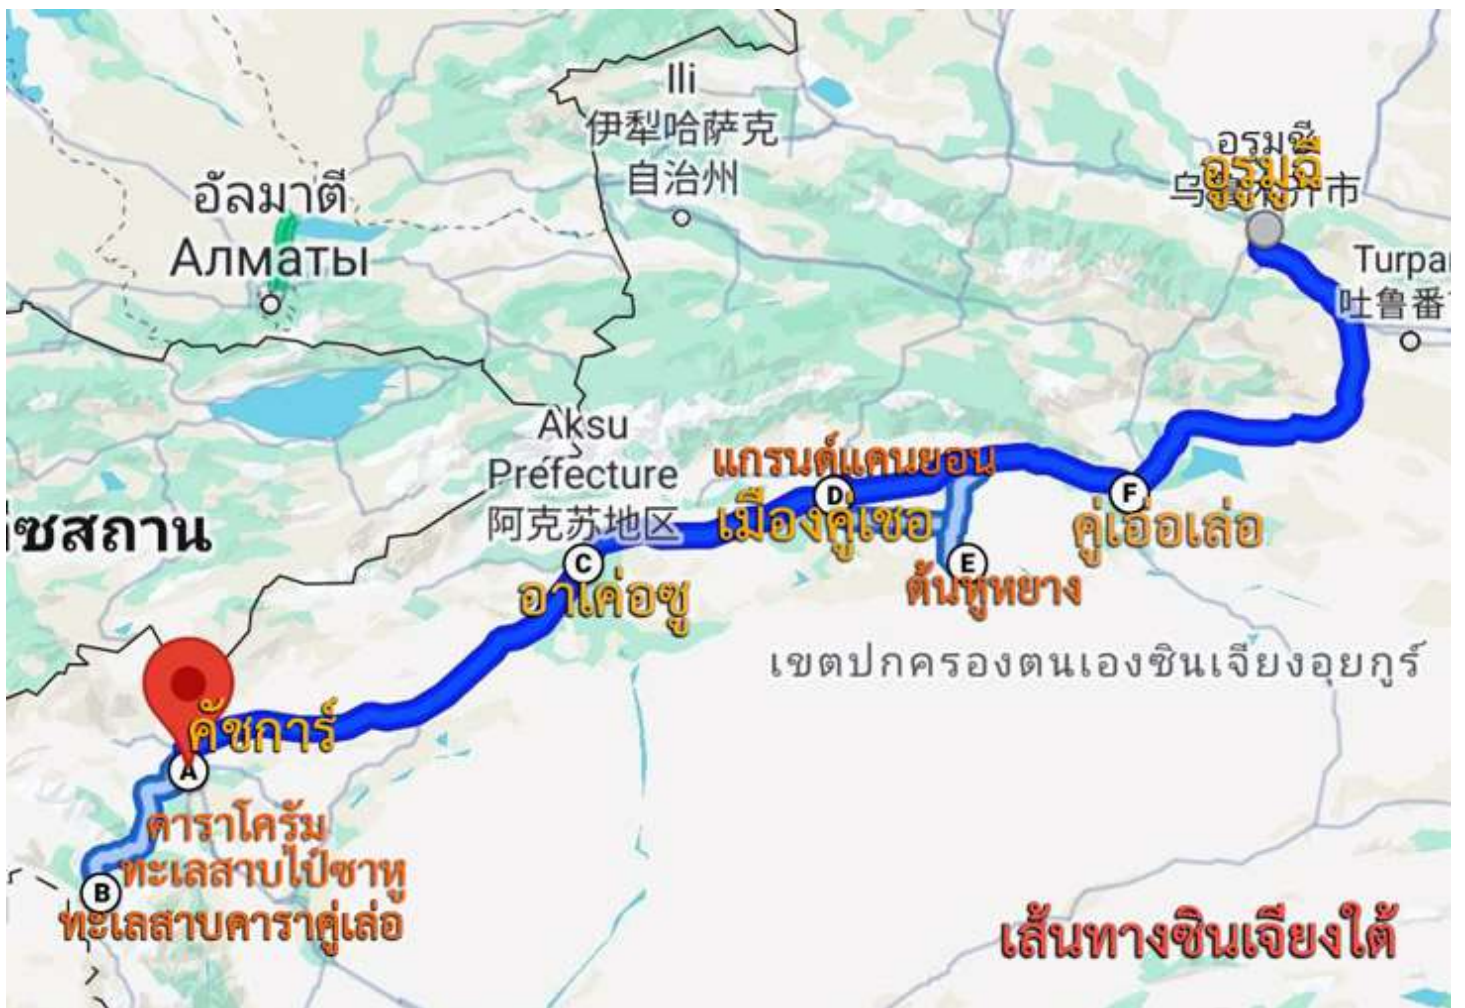 Ili
伊犁哈萨克
自治州
อุรุมชี
อูรุมูฉี
อัลมาตี
Алматы
Turpa
吐鲁番
Aksu
Prefecture
阿克苏地区
แกรนด์แคนยอน
D
เมืองคู่เชอ
F
คู่เอ่อเล่อ
C
อาเค่อซู
E
ต้นหูหยาง
เขตปกครองตนเองซินเจียงอุยกูร์
คัชการ์
A
คาราโครัม
ทะเลสาบไป๋ซาหู
B
ทะเลสาบคาราคู่เล่อ
เส้นทางซินเจียงใต้